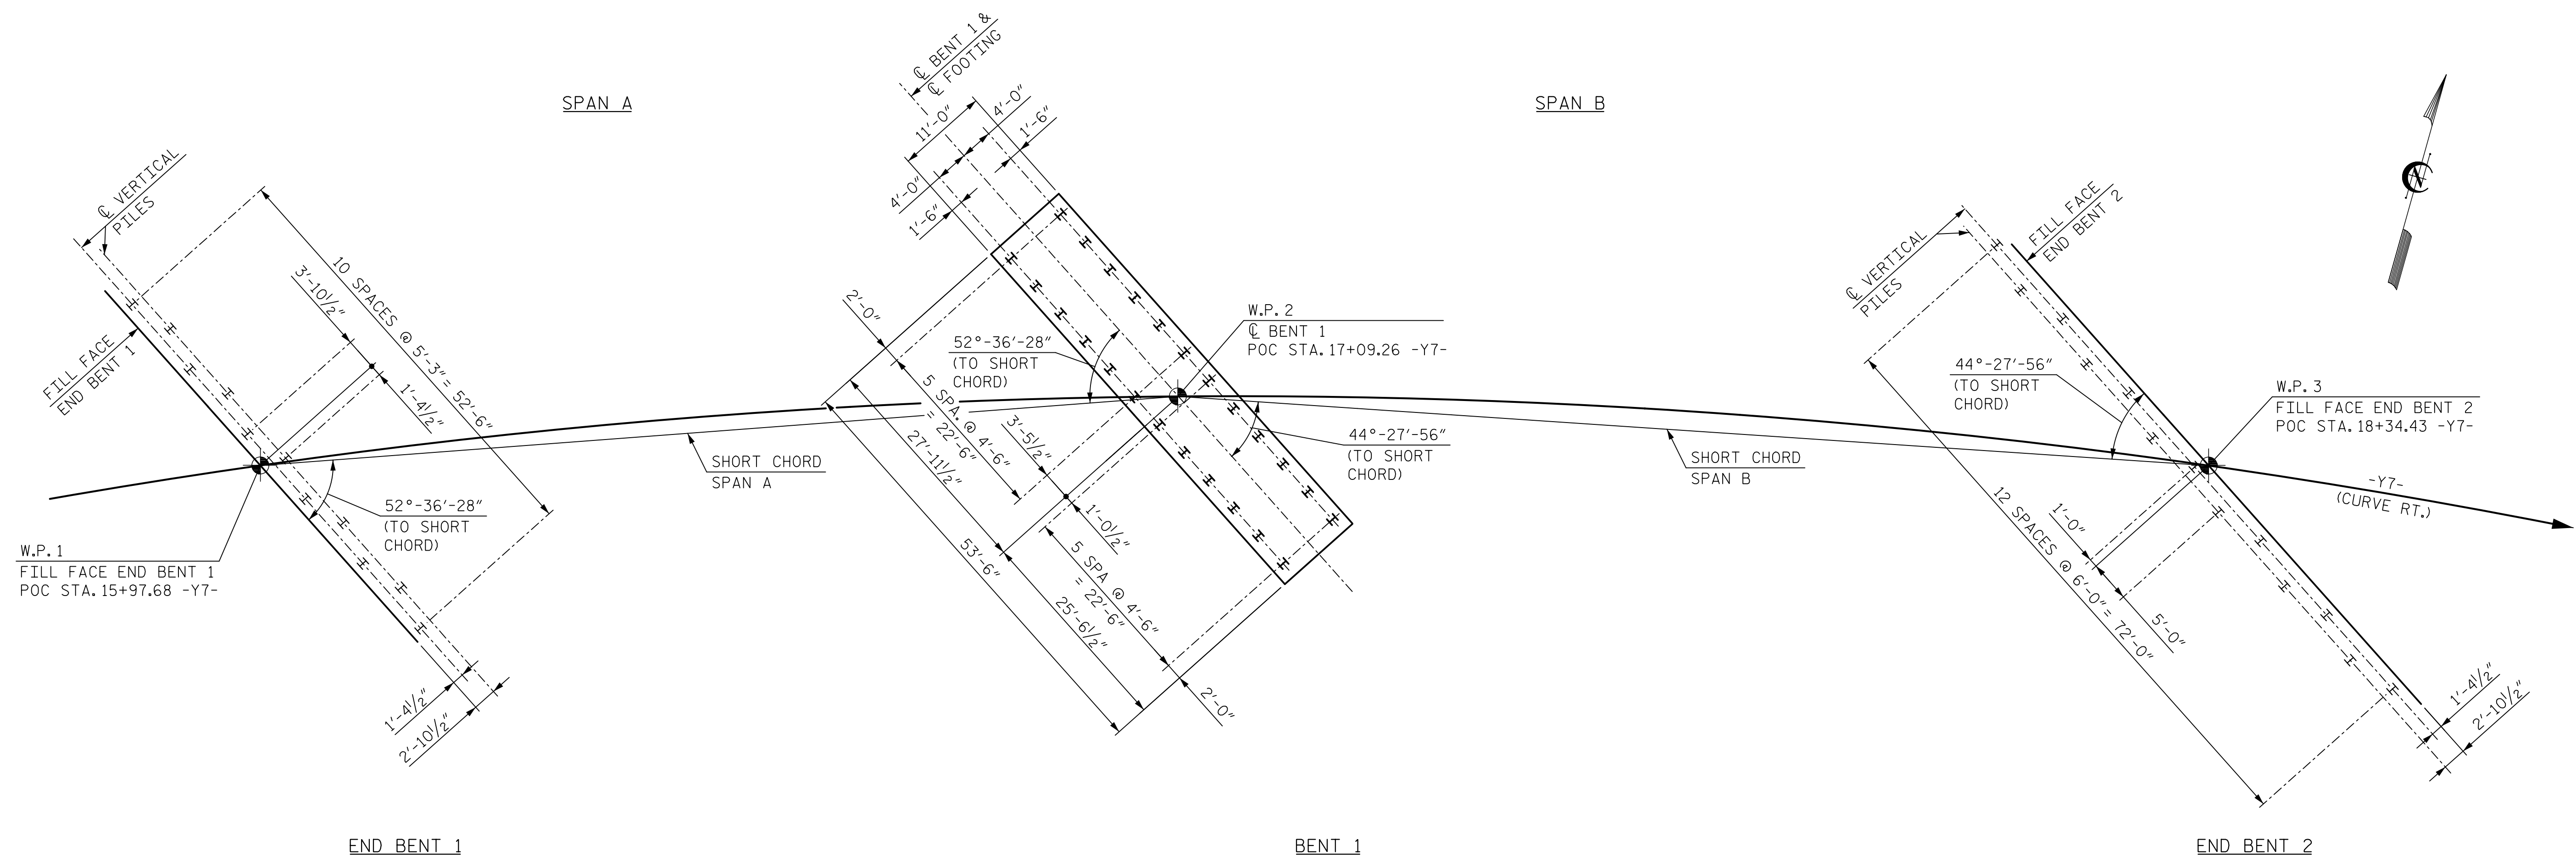 SPAN A
SPAN B
℄ BENT 1 &
℄ FOOTING
11'-0"
4'-0"
1'-6"
4'-0"
1'-6"
℄ VERTICAL
PILES
10 SPACES @ 5'-3" = 52'-6"
3'-10½"
1'-4½"
FILL FACE
END BENT 1
W.P. 1
FILL FACE END BENT 1
POC STA. 15+97.68 -Y7-
52°-36'-28"
(TO SHORT
CHORD)
1'-4½"
2'-10½"
SHORT CHORD
SPAN A
2'-0"
52°-36'-28"
(TO SHORT
CHORD)
5 SPA. @ 4'-6"
= 22'-6"
27'-11½"
53'-6"
3'-5½"
1'-0½"
5 SPA @ 4'-6"
= 22'-6"
25'-6½"
2'-0"
W.P. 2
℄ BENT 1
POC STA. 17+09.26 -Y7-
44°-27'-56"
(TO SHORT
CHORD)
SHORT CHORD
SPAN B
℄ VERTICAL
PILES
FILL FACE
END BENT 2
44°-27'-56"
(TO SHORT
CHORD)
W.P. 3
FILL FACE END BENT 2
POC STA. 18+34.43 -Y7-
-Y7-
(CURVE RT.)
12 SPACES @ 6'-0" = 72'-0"
1'-0"
5'-0"
1'-4½"
2'-10½"
N
END BENT 1
BENT 1
END BENT 2